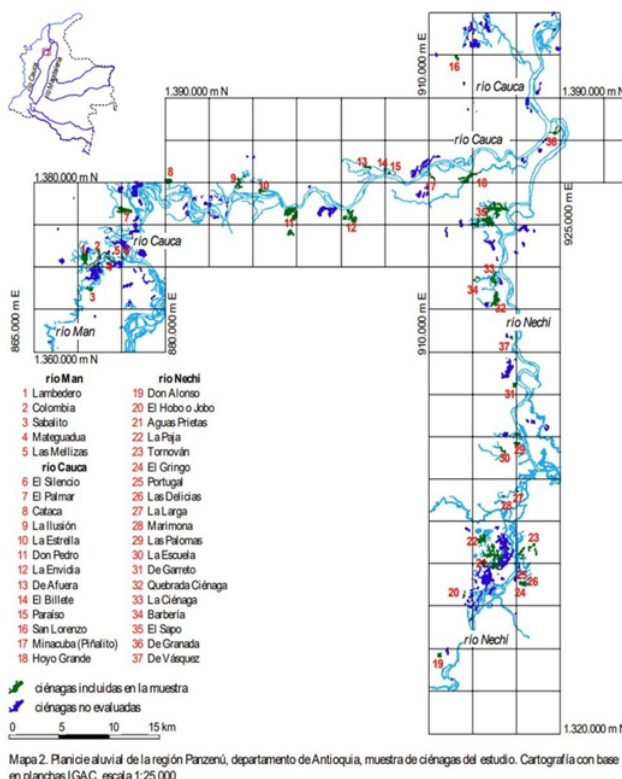 río Cauca
río Magdalena
910.000 m N
16
río Cauca
1.390.000 m N
1.390.000 m N
río Cauca
36
13
14
15
8
9
10
17
18
1.380.000 m N
7
11
12
35
925.000 m E
río Cauca
1
2
5
6
4
3
33
34
32
865.000 m E
río Man
880.000 m E
910.000 m E
río Nechí
1.360.000 m N
37
31
29
30
27
28
22
23
21
25
26
24
20
río Nechí
19
1.320.000 m N
río Man
1 Lambedero
2 Colombia
3 Sabalito
4 Mateguadua
5 Las Mellizas
río Cauca
6 El Silencio
7 El Palmar
8 Cataca
9 La Ilusión
10 La Estrella
11 Don Pedro
12 La Envidia
13 De Afuera
14 El Billete
15 Paraíso
16 San Lorenzo
17 Minacuba (Piñalito)
18 Hoyo Grande
río Nechí
19 Don Alonso
20 El Hobo o Jobo
21 Aguas Prietas
22 La Paja
23 Tornován
24 El Gringo
25 Portugal
26 Las Delicias
27 La Larga
28 Marimona
29 Las Palomas
30 La Escuela
31 De Garreto
32 Quebrada Ciénaga
33 La Ciénaga
34 Barbería
35 El Sapo
36 De Granada
37 De Vásquez
ciénagas incluidas en la muestra
ciénagas no evaluadas
0 5 10 15 km
Mapa 2. Planicie aluvial de la región Panzenú, departamento de Antioquia, muestra de ciénagas del estudio. Cartografía con base
en planchas IGAC, escala 1:25.000